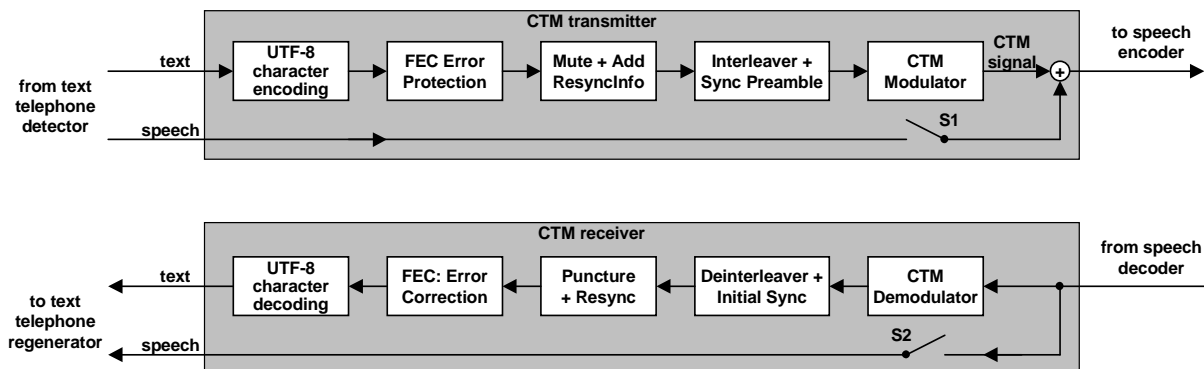 CTM transmitter
from text
telephone
detector
text
UTF-8
character
encoding
FEC Error
Protection
Mute + Add
ResyncInfo
Interleaver +
Sync Preamble
CTM
Modulator
CTM
signal
+
to speech
encoder
speech
S1
CTM receiver
to text
telephone
regenerator
text
UTF-8
character
decoding
FEC: Error
Correction
Puncture
+ Resync
Deinterleaver +
Initial Sync
CTM
Demodulator
from speech
decoder
speech
S2